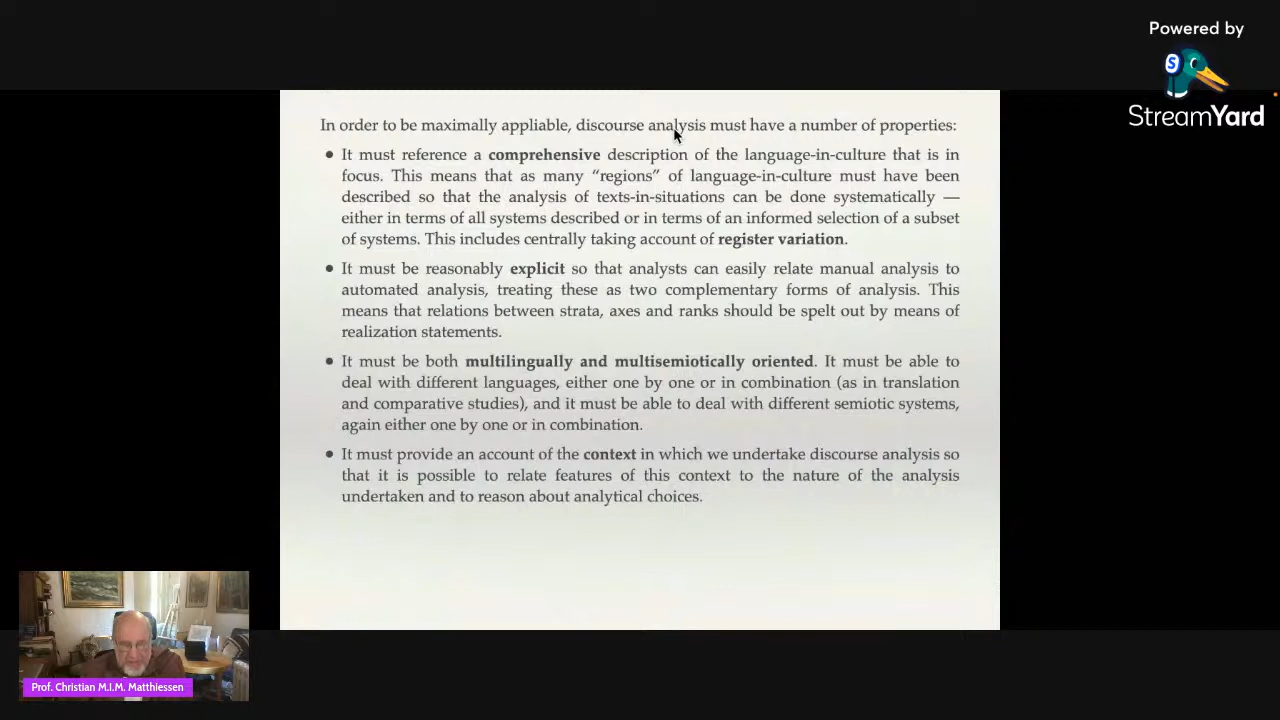 Powered by
S
StreamYard
In order to be maximally appliable, discourse analysis must have a number of properties:
• It must reference a comprehensive description of the language-in-culture that is in
focus. This means that as many “regions” of language-in-culture must have been
described so that the analysis of texts-in-situations can be done systematically —
either in terms of all systems described or in terms of an informed selection of a subset
of systems. This includes centrally taking account of register variation.
• It must be reasonably explicit so that analysts can easily relate manual analysis to
automated analysis, treating these as two complementary forms of analysis. This
means that relations between strata, axes and ranks should be spelt out by means of
realization statements.
• It must be both multilingually and multisemiotically oriented. It must be able to
deal with different languages, either one by one or in combination (as in translation
and comparative studies), and it must be able to deal with different semiotic systems,
again either one by one or in combination.
• It must provide an account of the context in which we undertake discourse analysis so
that it is possible to relate features of this context to the nature of the analysis
undertaken and to reason about analytical choices.
Prof. Christian M.I.M. Matthiessen